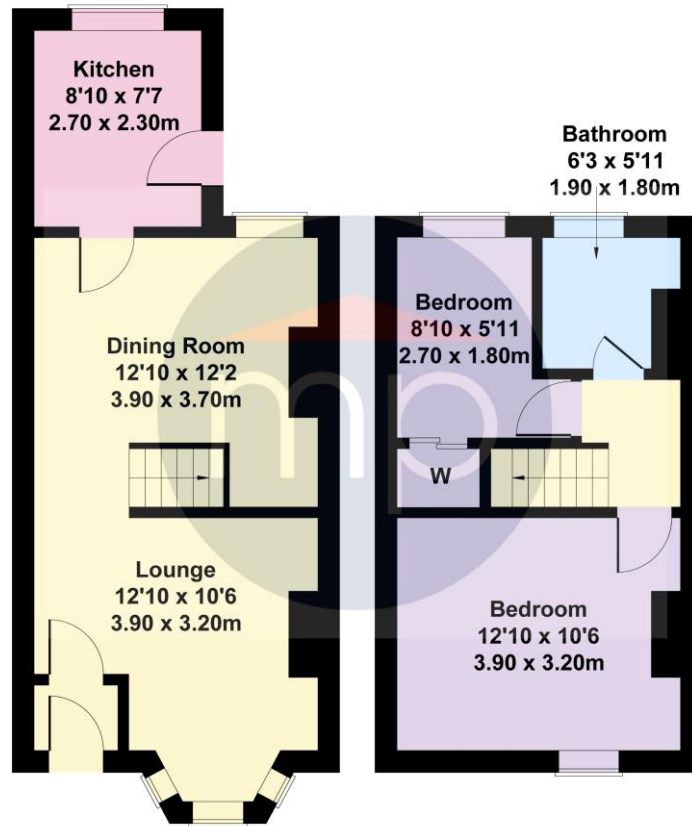 Kitchen
8'10 x 7'7
2.70 x 2.30m
Bathroom
6'3 x 5'11
1.90 x 1.80m
Dining Room
12'10 x 12'2
3.90 x 3.70m
Bedroom
8'10 x 5'11
2.70 x 1.80m
mp
W
Lounge
12'10 x 10'6
3.90 x 3.20m
Bedroom
12'10 x 10'6
3.90 x 3.20m